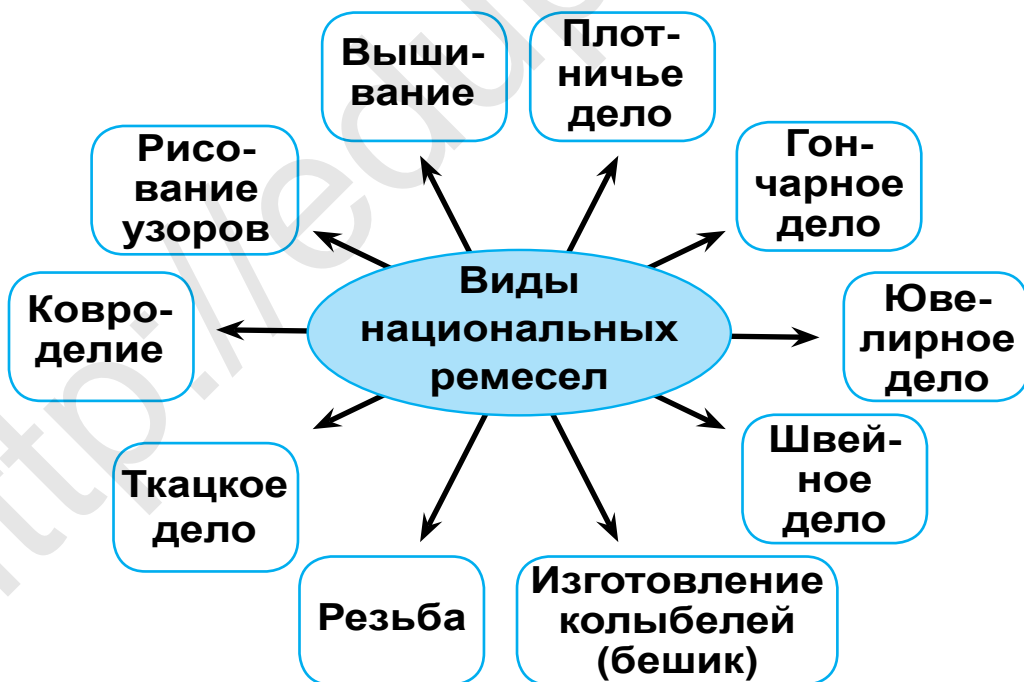 Выши-
вание
Плот-
ничье
дело
Рисо-
вание
узоров
Гон-
чарное
дело
Виды
национальных
ремесел
Ковро-
делие
Юве-
лирное
дело
Ткацкое
дело
Швей-
ное
дело
Резьба
Изготовление
колыбелей
(бешик)